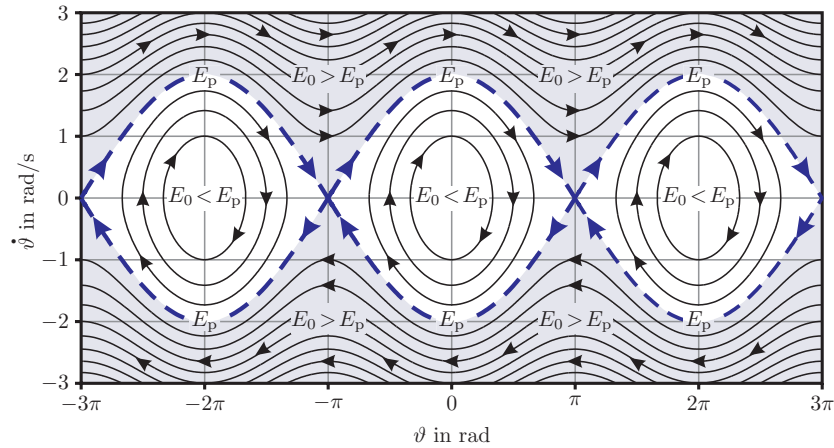 3
2
1
0
−1
−2
−3
ϑ̇ in rad/s
E_p E_p E_p
E_0 > E_p E_0 > E_p
E_0 < E_p E_0 < E_p E_0 < E_p
E_0 > E_p E_0 > E_p
E_p E_p E_p
−3π −2π −π 0 π 2π 3π
ϑ in rad